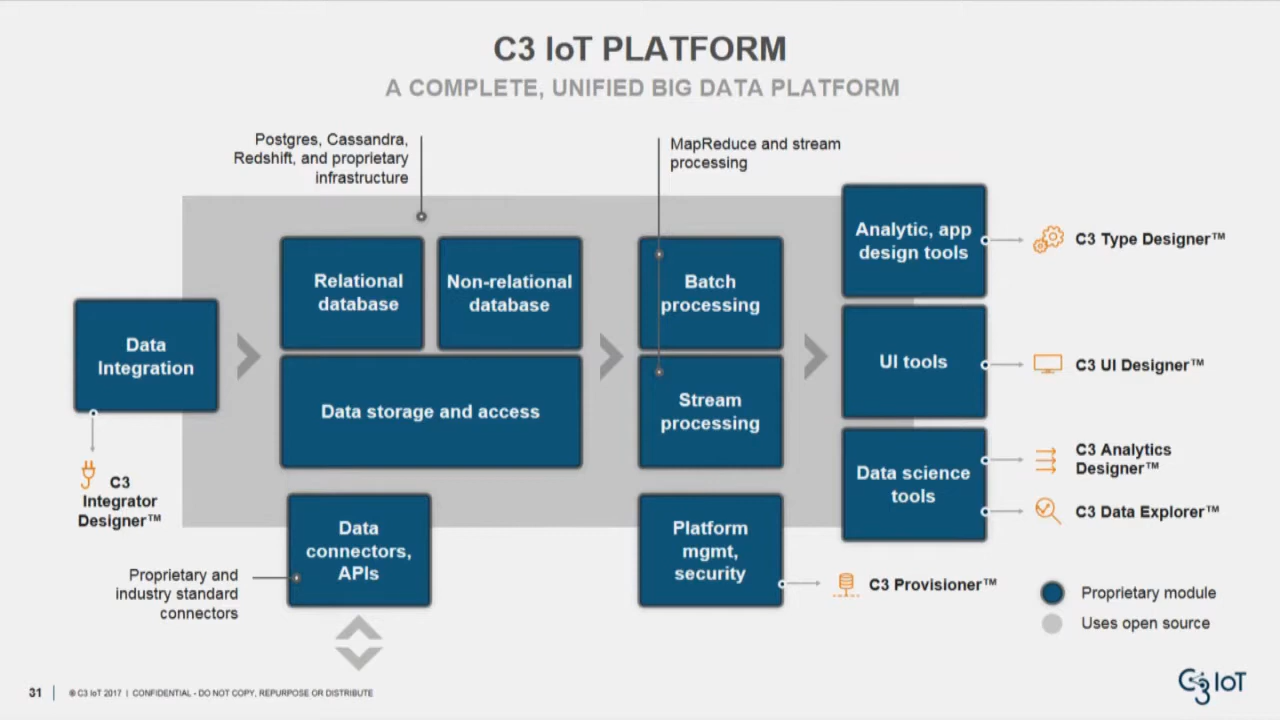 C3 IoT PLATFORM
A COMPLETE, UNIFIED BIG DATA PLATFORM
Postgres, Cassandra,
Redshift, and proprietary
infrastructure
MapReduce and stream
processing
Data
Integration
Relational
database
Non-relational
database
Data storage and access
Batch
processing
Stream
processing
Analytic, app
design tools
UI tools
Data science
tools
C3 Type Designer™
C3 UI Designer™
C3 Analytics
Designer™
C3 Data Explorer™
C3
Integrator
Designer™
Data
connectors,
APIs
Platform
mgmt,
security
Proprietary and
industry standard
connectors
C3 Provisioner™
Proprietary module
Uses open source
31 | © C3 IoT 2017 | CONFIDENTIAL - DO NOT COPY, REPURPOSE OR DISTRIBUTE
C3 IoT